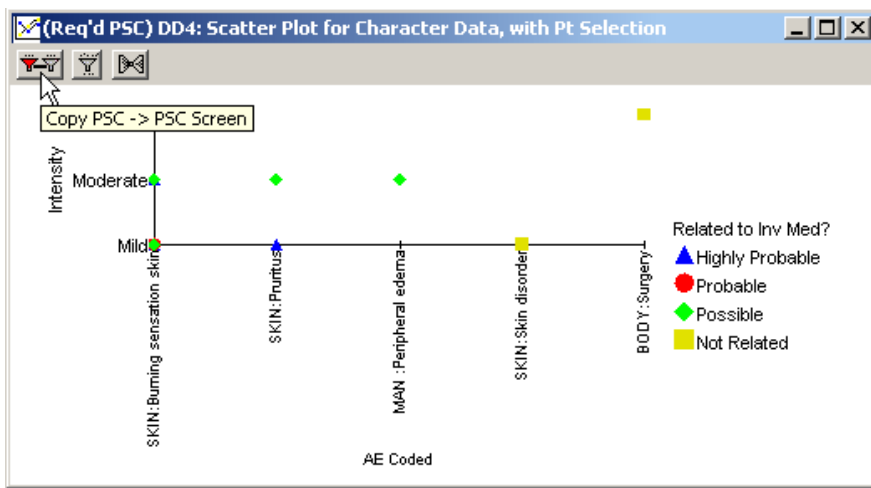 (Req'd PSC) DD4: Scatter Plot for Character Data, with Pt Selection
Copy PSC -> PSC Screen
Intensity
Moderate
Mild
SKIN:Burning sensation skin
SKIN:Pruritus
MAN :Peripheral edema
SKIN:Skin disorder
BODY:Surgery
AE Coded
Related to Inv Med?
Highly Probable
Probable
Possible
Not Related